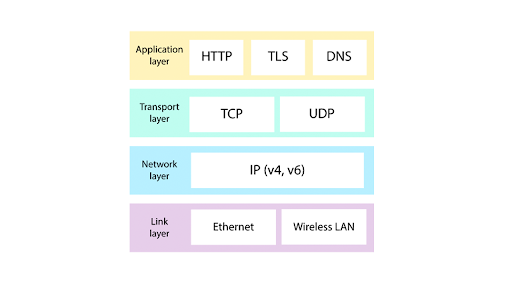 Application
layer
HTTP
TLS
DNS
Transport
layer
TCP
UDP
Network
layer
IP (v4, v6)
Link
layer
Ethernet
Wireless LAN